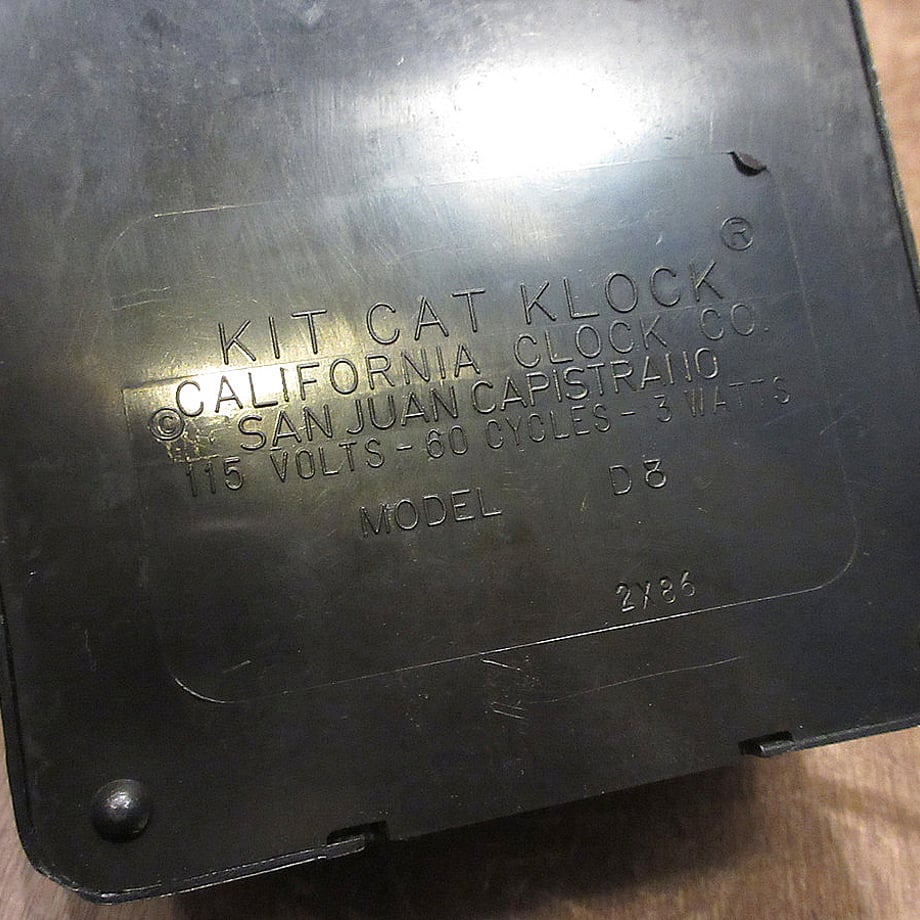 ®
KIT CAT KLOCK
CALIFORNIA CLOCK CO.
© SAN JUAN CAPISTRANO
115 VOLTS - 60 CYCLES - 3 WATTS
MODEL D8
2X86